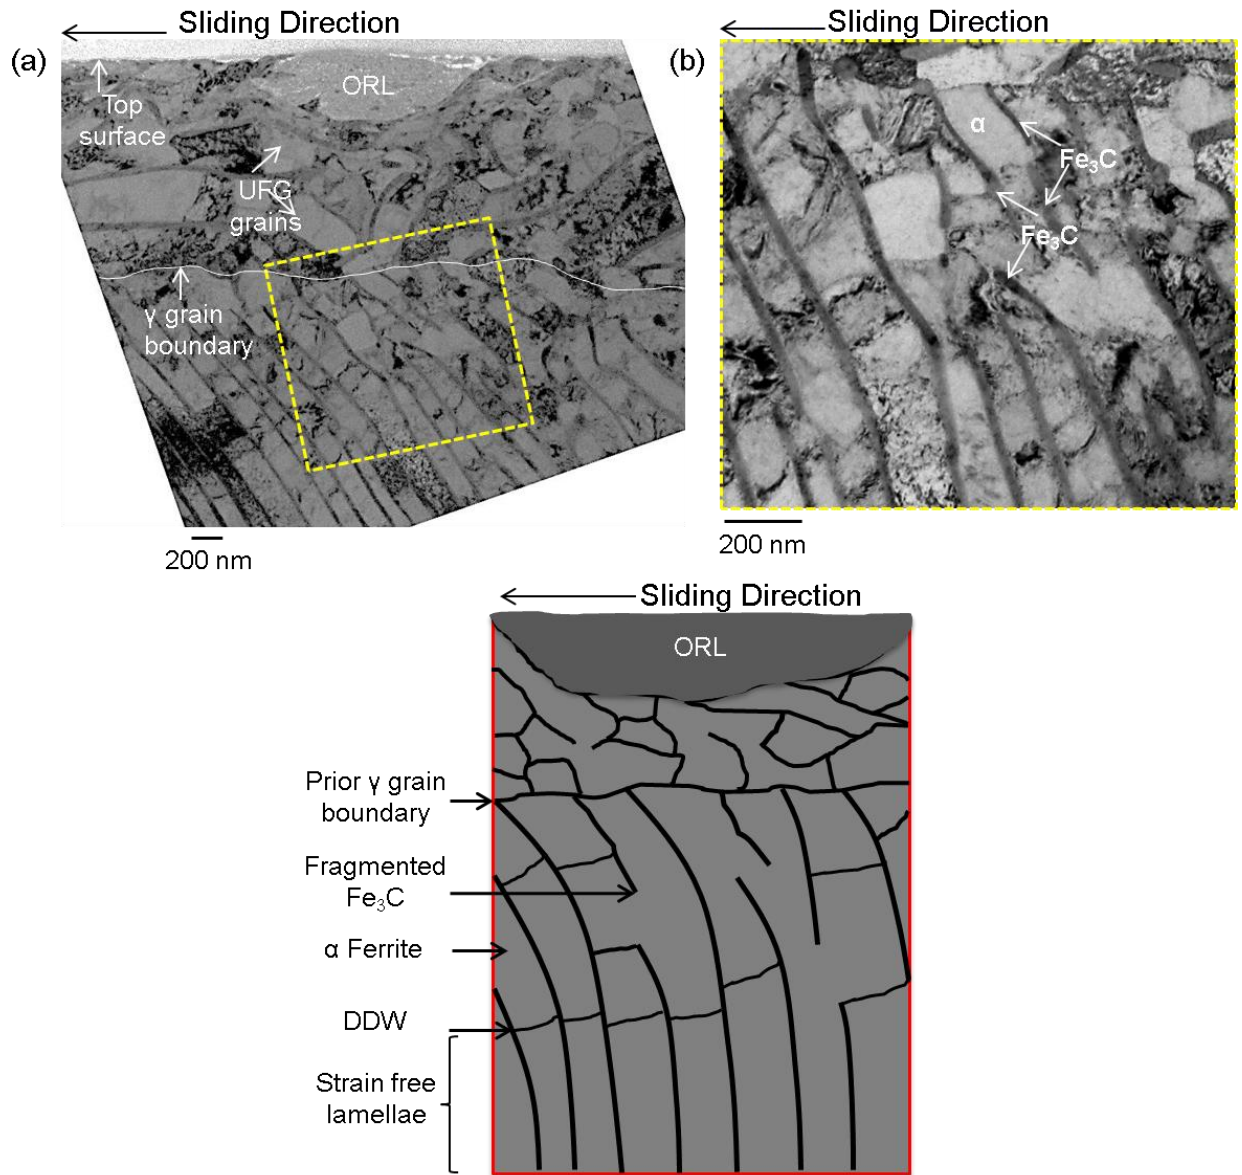 Sliding Direction
(a)
ORL
Top
surface
UFG
grains
γ grain
boundary
200 nm
Sliding Direction
(b)
α
Fe₃C
Fe₃C
200 nm
Sliding Direction
ORL
Prior γ grain
boundary
Fragmented
Fe₃C
α Ferrite
DDW
Strain free
lamellae